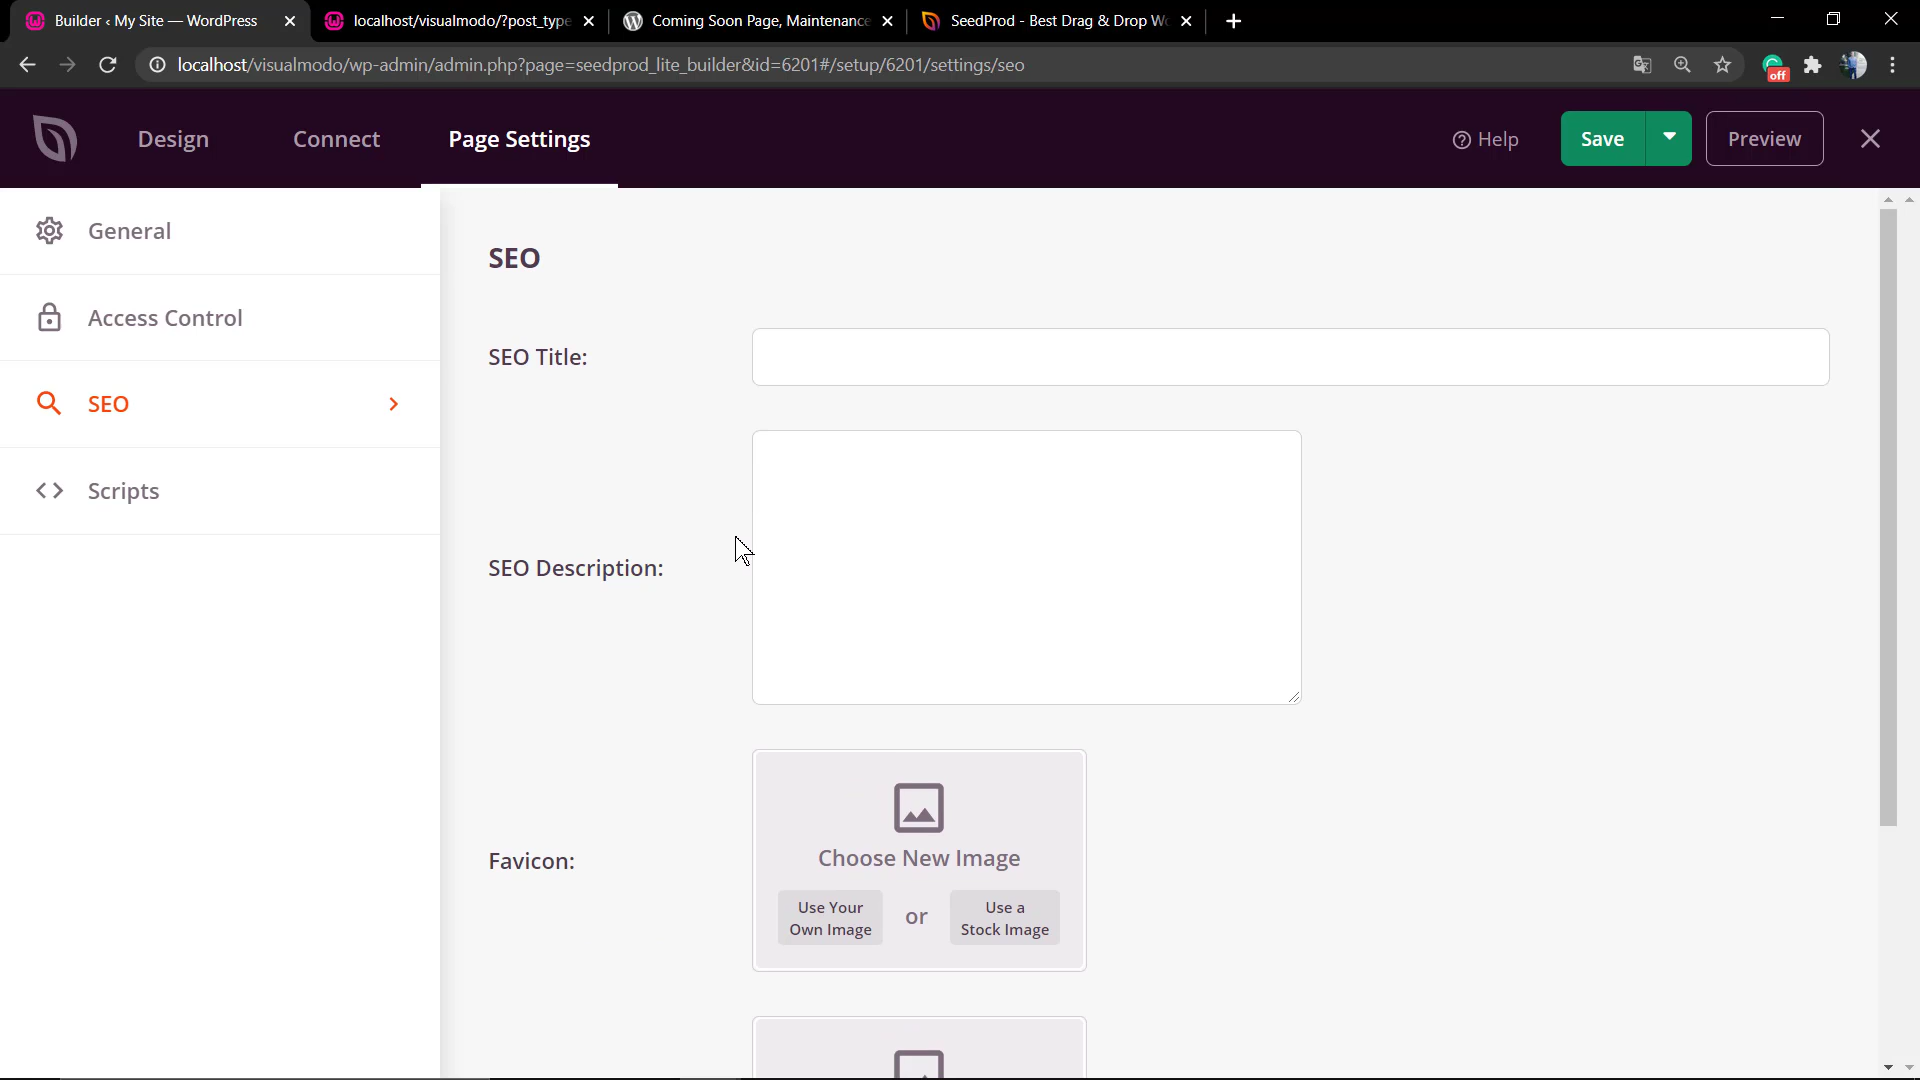 Builder ‹ My Site — WordPress
localhost/visualmodo/?post_type
Coming Soon Page, Maintenance
SeedProd - Best Drag & Drop Wo
localhost/visualmodo/wp-admin/admin.php?page=seedprod_lite_builder&id=6201#/setup/6201/settings/seo
off
Design
Connect
Page Settings
Help
Save
Preview
General
Access Control
SEO
Scripts
SEO
SEO Title:
SEO Description:
Favicon:
Choose New Image
Use Your
Own Image
or
Use a
Stock Image